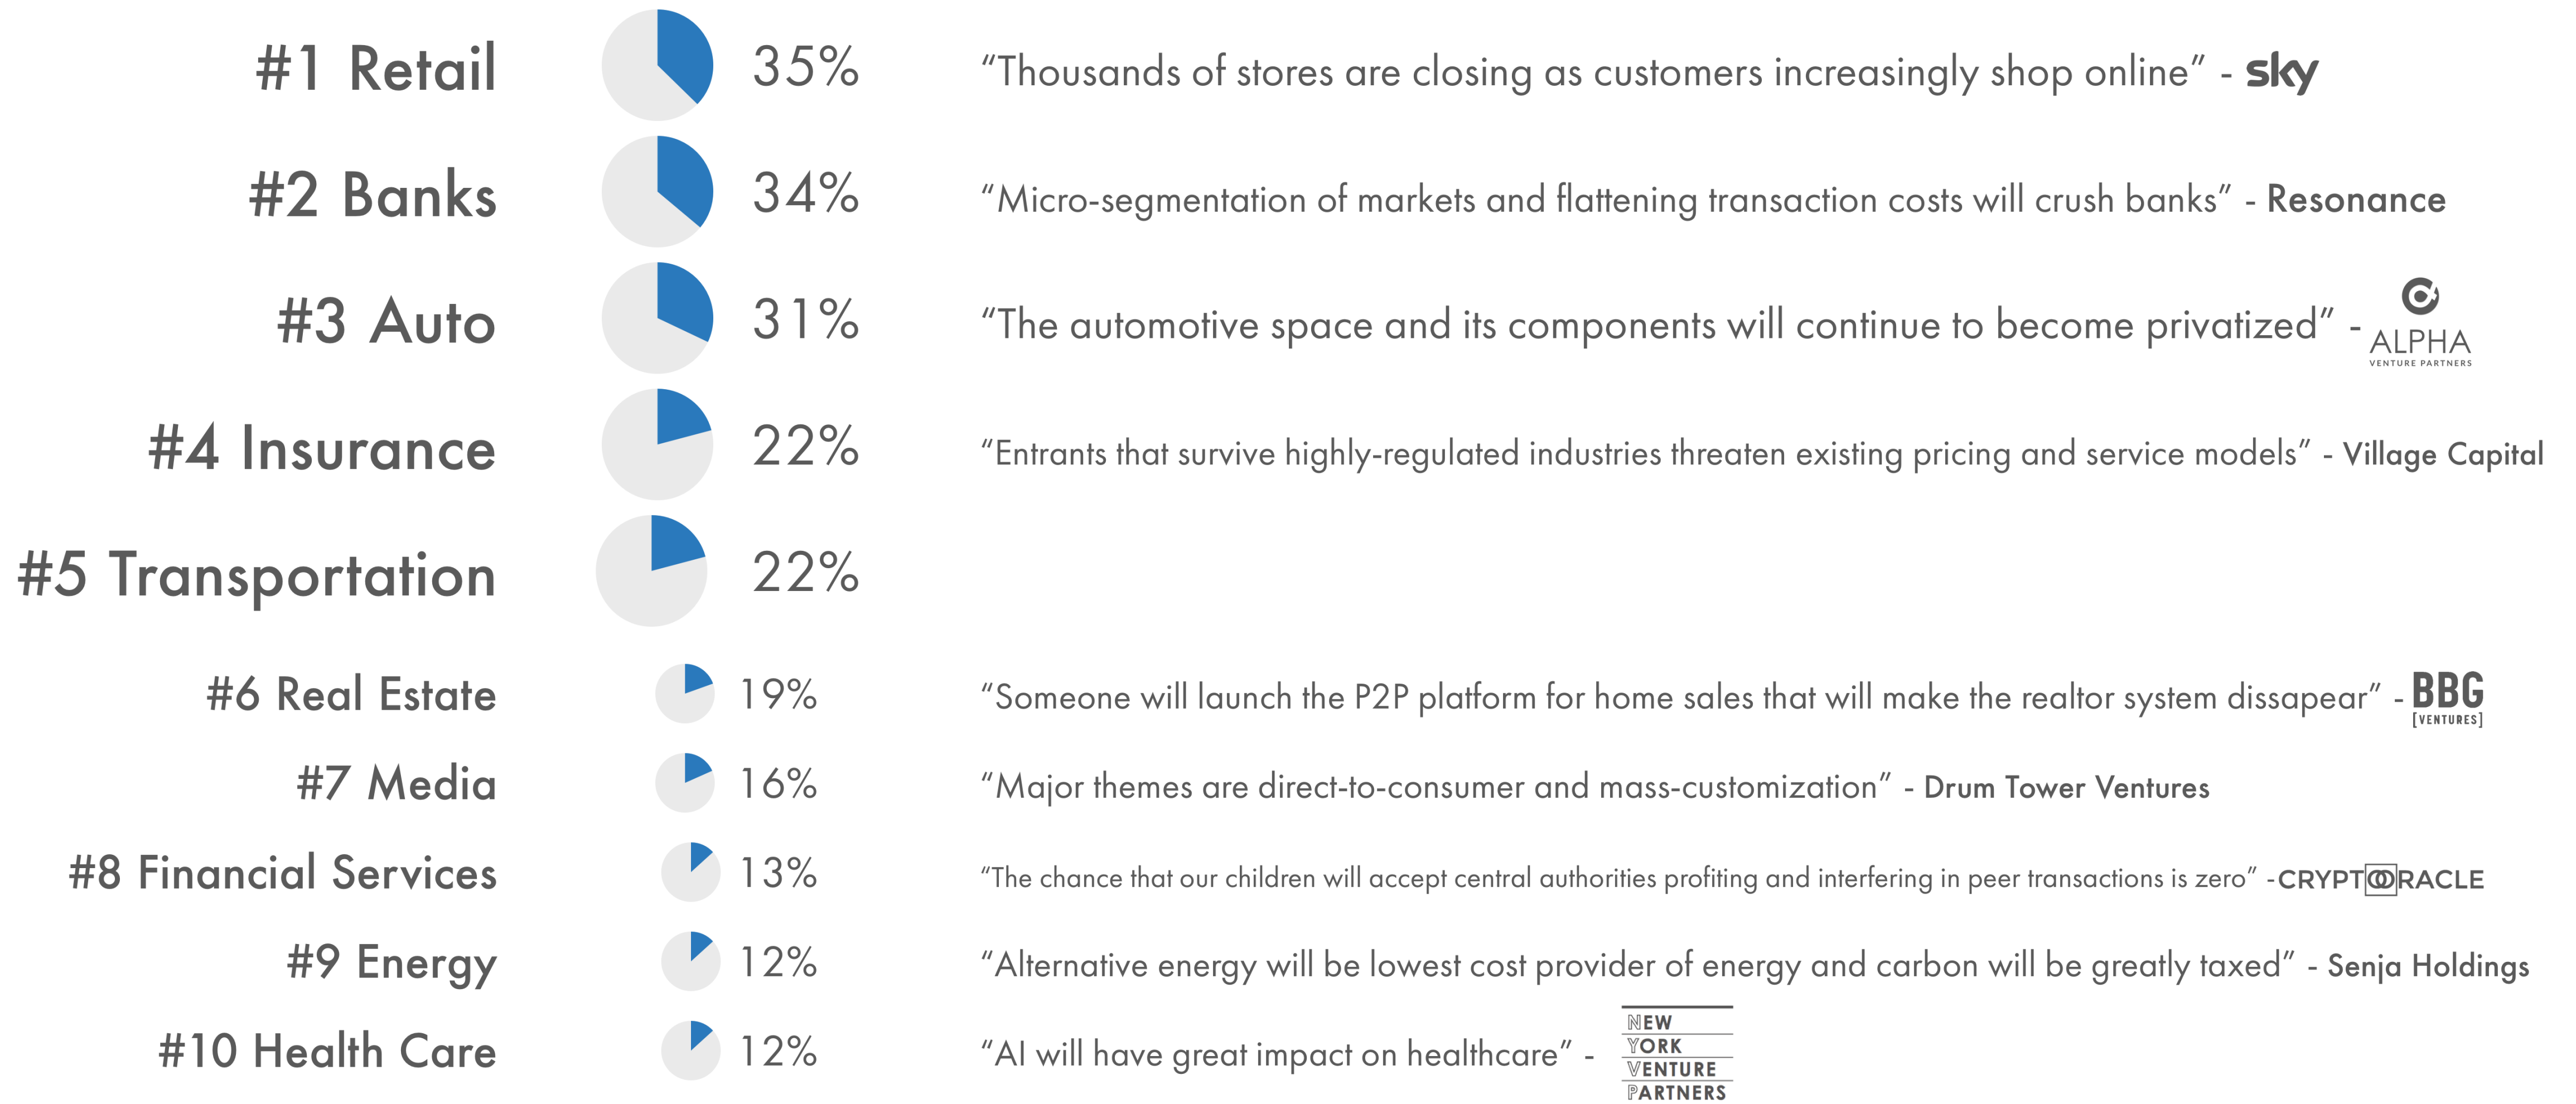 #1 Retail 35% “Thousands of stores are closing as customers increasingly shop online” - sky
#2 Banks 34% “Micro-segmentation of markets and flattening transaction costs will crush banks” - Resonance
#3 Auto 31% “The automotive space and its components will continue to become privatized” - ALPHA
VENTURE PARTNERS
#4 Insurance 22% “Entrants that survive highly-regulated industries threaten existing pricing and service models” - Village Capital
#5 Transportation 22%
#6 Real Estate 19% “Someone will launch the P2P platform for home sales that will make the realtor system dissapear” - BBG
[VENTURES]
#7 Media 16% “Major themes are direct-to-consumer and mass-customization” - Drum Tower Ventures
#8 Financial Services 13% “The chance that our children will accept central authorities profiting and interfering in peer transactions is zero” - CRYPTOORACLE
#9 Energy 12% “Alternative energy will be lowest cost provider of energy and carbon will be greatly taxed” - Senja Holdings
#10 Health Care 12% “AI will have great impact on healthcare” -
NEW
YORK
VENTURE
PARTNERS